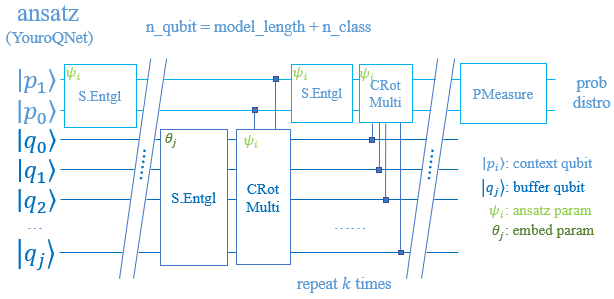 ansatz
(YouroQNet)
n_qubit = model_length + n_class
|p₁⟩
|p₀⟩
|q₀⟩
|q₁⟩
|q₂⟩
...
|qⱼ⟩
ψᵢ
S.Entgl
θⱼ
S.Entgl
ψᵢ
CRot
Multi
ψᵢ
S.Entgl
ψᵢ
CRot
Multi
......
PMeasure
prob
distro
|pᵢ⟩: context qubit
|qⱼ⟩: buffer qubit
ψᵢ: ansatz param
θⱼ: embed param
repeat k times